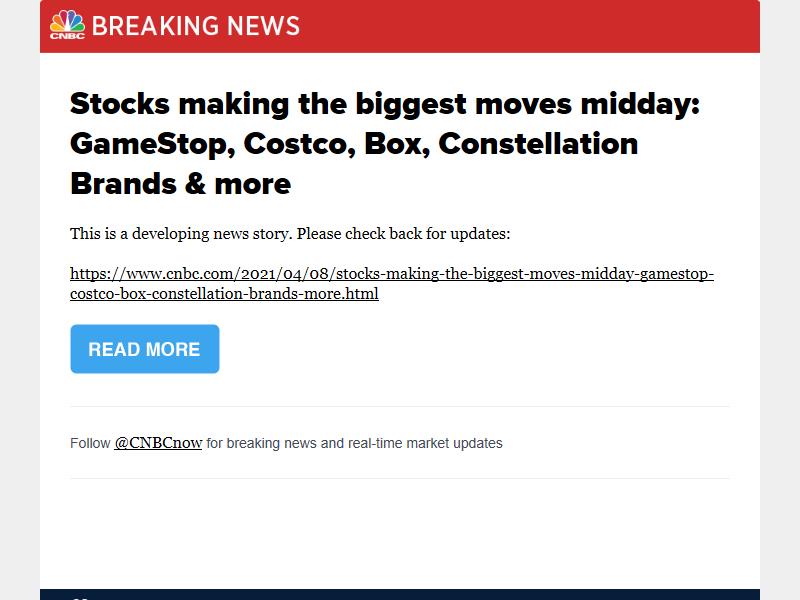 CNBC BREAKING NEWS
Stocks making the biggest moves midday:
GameStop, Costco, Box, Constellation
Brands & more
This is a developing news story. Please check back for updates:
https://www.cnbc.com/2021/04/08/stocks-making-the-biggest-moves-midday-gamestop-
costco-box-constellation-brands-more.html
READ MORE
Follow @CNBCnow for breaking news and real-time market updates